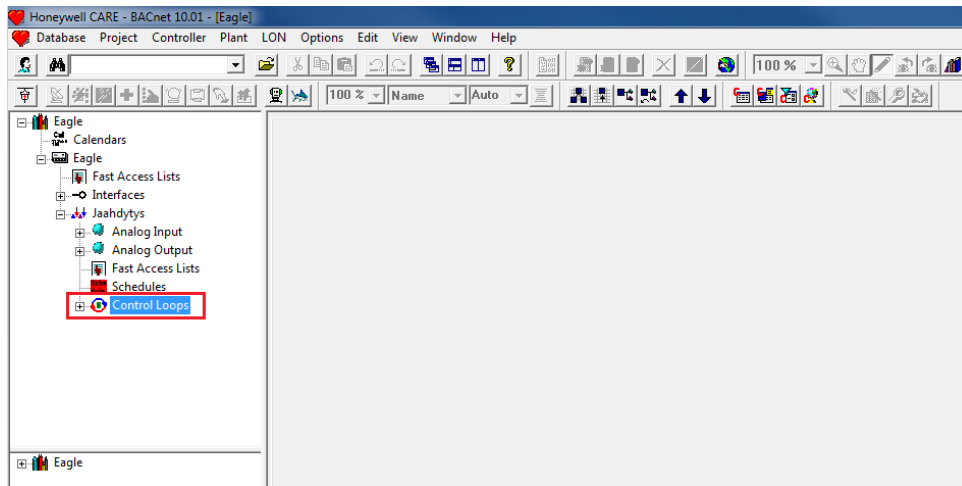 Honeywell CARE - BACnet 10.01 - [Eagle]
Database Project Controller Plant LON Options Edit View Window Help
100 %
100 % Name Auto
Eagle
Calendars
Eagle
Fast Access Lists
Interfaces
Jaahdytys
Analog Input
Analog Output
Fast Access Lists
Schedules
Control Loops
Eagle